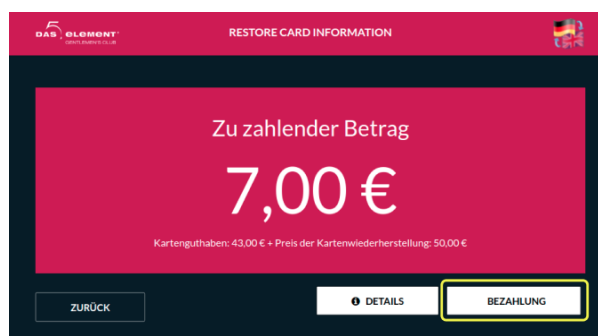 DAS 5 ELEMENT
GENTLEMEN'S CLUB
RESTORE CARD INFORMATION
Zu zahlender Betrag
7,00 €
Kartenguthaben: 43,00 € + Preis der Kartenwiederherstellung: 50,00 €
ZURÜCK
DETAILS
BEZAHLUNG